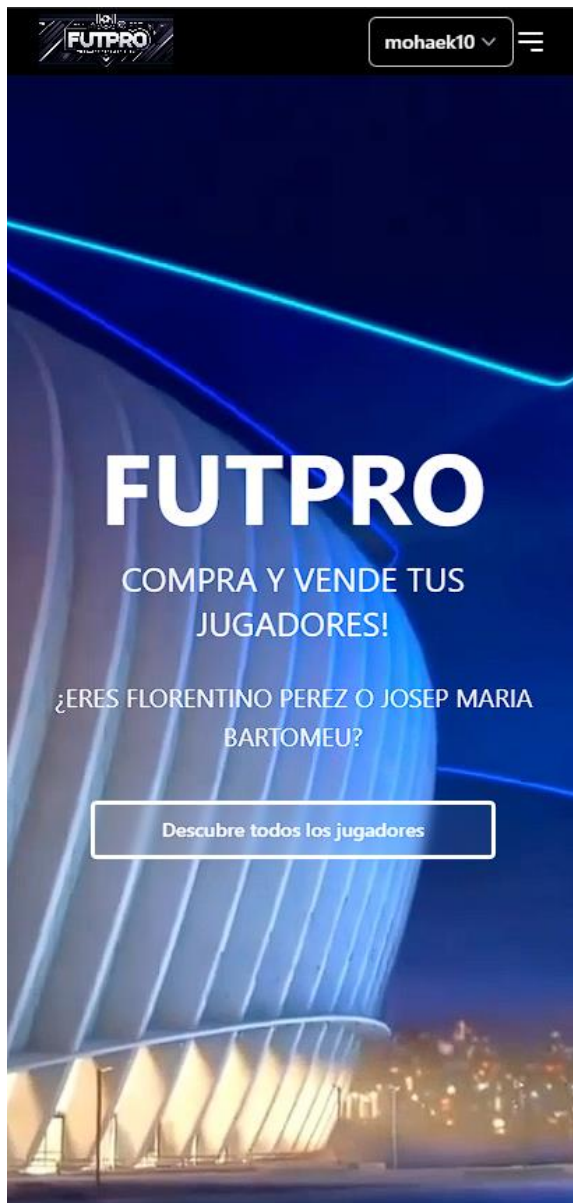 FUTPRO
mohaek10
FUTPRO
COMPRA Y VENDE TUS
JUGADORES!
¿ERES FLORENTINO PEREZ O JOSEP MARIA
BARTOMEU?
Descubre todos los jugadores